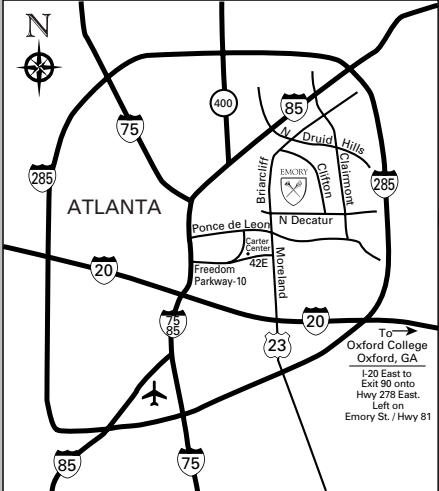 N
400
85
75
N Druid Hills
285
Briarcliff
EMORY
Clifton
Clairmont
285
ATLANTA
Ponce de Leon
N Decatur
Carter
Center
42E
Moreland
20
Freedom
Parkway-10
75
85
20
23
To
Oxford College
Oxford, GA
I-20 East to
Exit 90 onto
Hwy 278 East.
Left on
Emory St. / Hwy 81
85
75